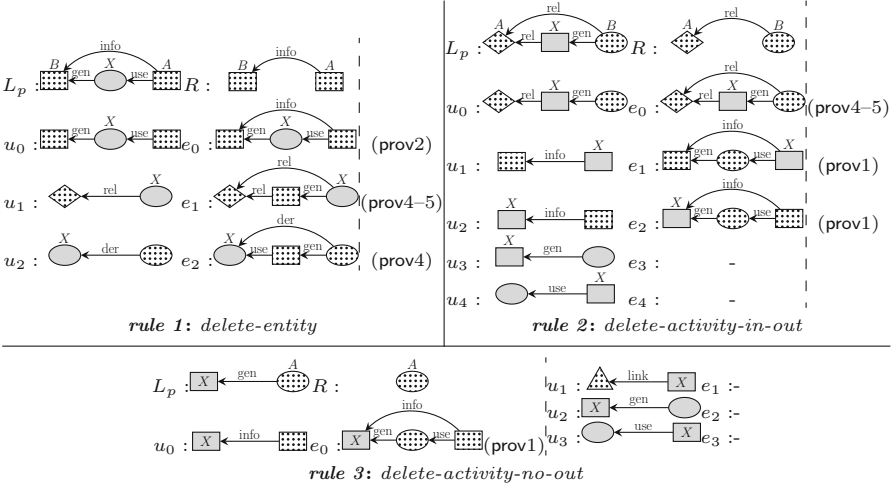 info
B X A
L_p : gen use
R : info B A
u_0 : gen X use
e_0 : info gen X use (prov2)
u_1 : rel X
e_1 : rel rel gen X (prov4–5)
u_2 : X der
e_2 : der X use gen (prov4)
rule 1: delete-entity
rel
A X B
L_p : rel gen
R : rel A B
u_0 : rel X gen
e_0 : rel rel X gen (prov4–5)
u_1 : info X
e_1 : info gen use X (prov1)
u_2 : X info
e_2 : info X gen use (prov1)
u_3 : X gen e_3 : -
u_4 : use X e_4 : -
rule 2: delete-activity-in-out
L_p : X gen A R : A
u_0 : X info e_0 : info X gen use (prov1)
u_1 : link X e_1 :-
u_2 : X gen e_2 :-
u_3 : use X e_3 :-
rule 3: delete-activity-no-out